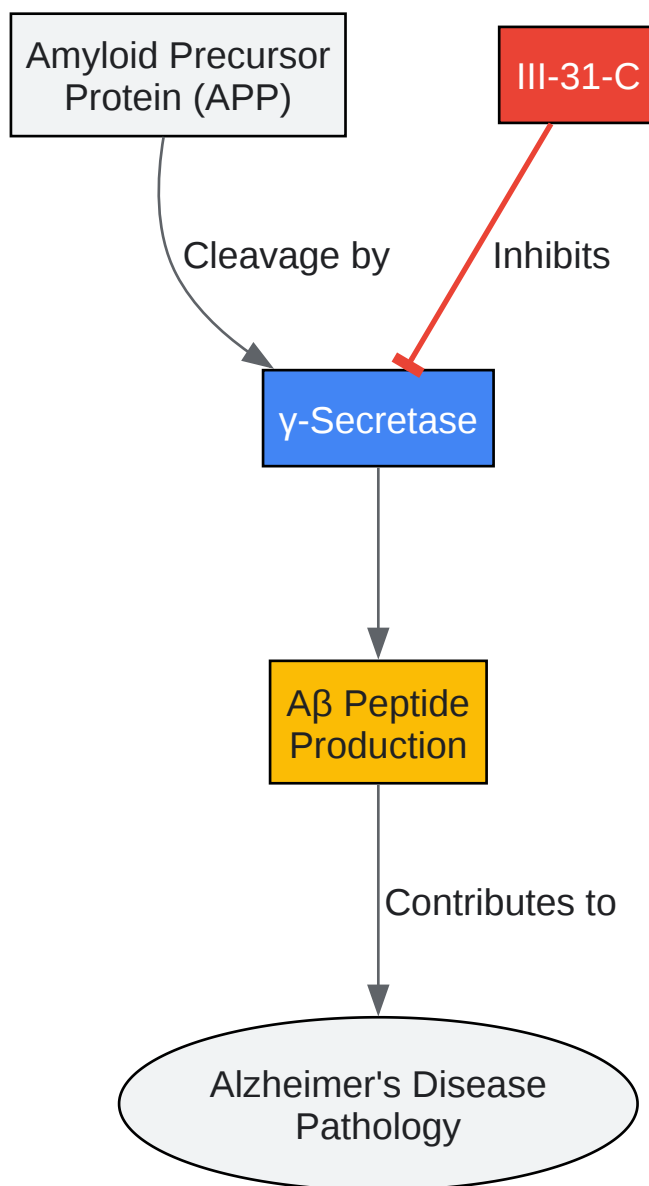 Amyloid Precursor
Protein (APP)
III-31-C
Cleavage by
Inhibits
γ-Secretase
Aβ Peptide
Production
Contributes to
Alzheimer's Disease
Pathology